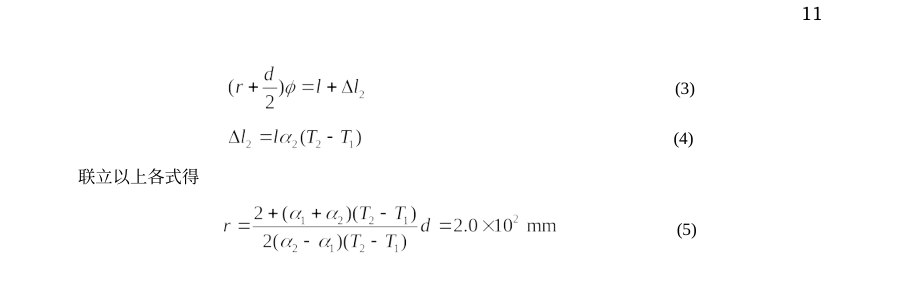 11
(r + d/2)ϕ = l + Δl₂ (3)
Δl₂ = lα₂(T₂ − T₁) (4)
联立以上各式得
r = [2 + (α₁ + α₂)(T₂ − T₁)] / [2(α₂ − α₁)(T₂ − T₁)] d = 2.0×10² mm (5)